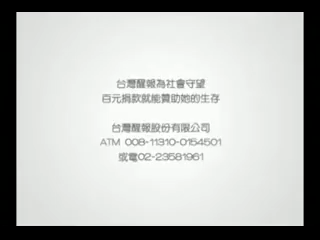 台灣醒報為社會守望
百元捐款就能贊助她的生存
台灣醒報股份有限公司
ATM 008-11310-0154501
或電02-23581961